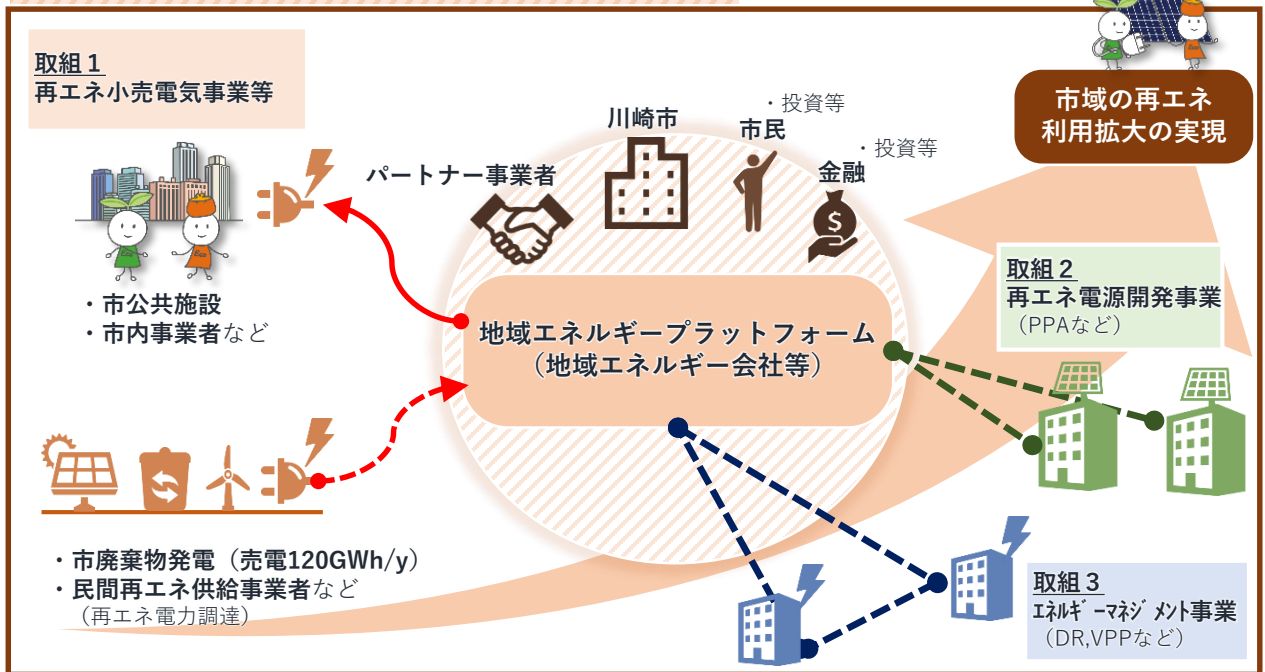 取組１
再エネ小売電気事業等
・市公共施設
・市内事業者など
パートナー事業者
川崎市
・投資等
市民
・投資等
金融
$
市域の再エネ
利用拡大の実現
地域エネルギープラットフォーム
（地域エネルギー会社等）
取組２
再エネ電源開発事業
（PPAなど）
・市廃棄物発電（売電120GWh/y）
・民間再エネ供給事業者など
（再エネ電力調達）
取組３
ｴﾈﾙｷﾞｰﾏﾈｼﾞﾒﾝﾄ事業
（DR,VPPなど）